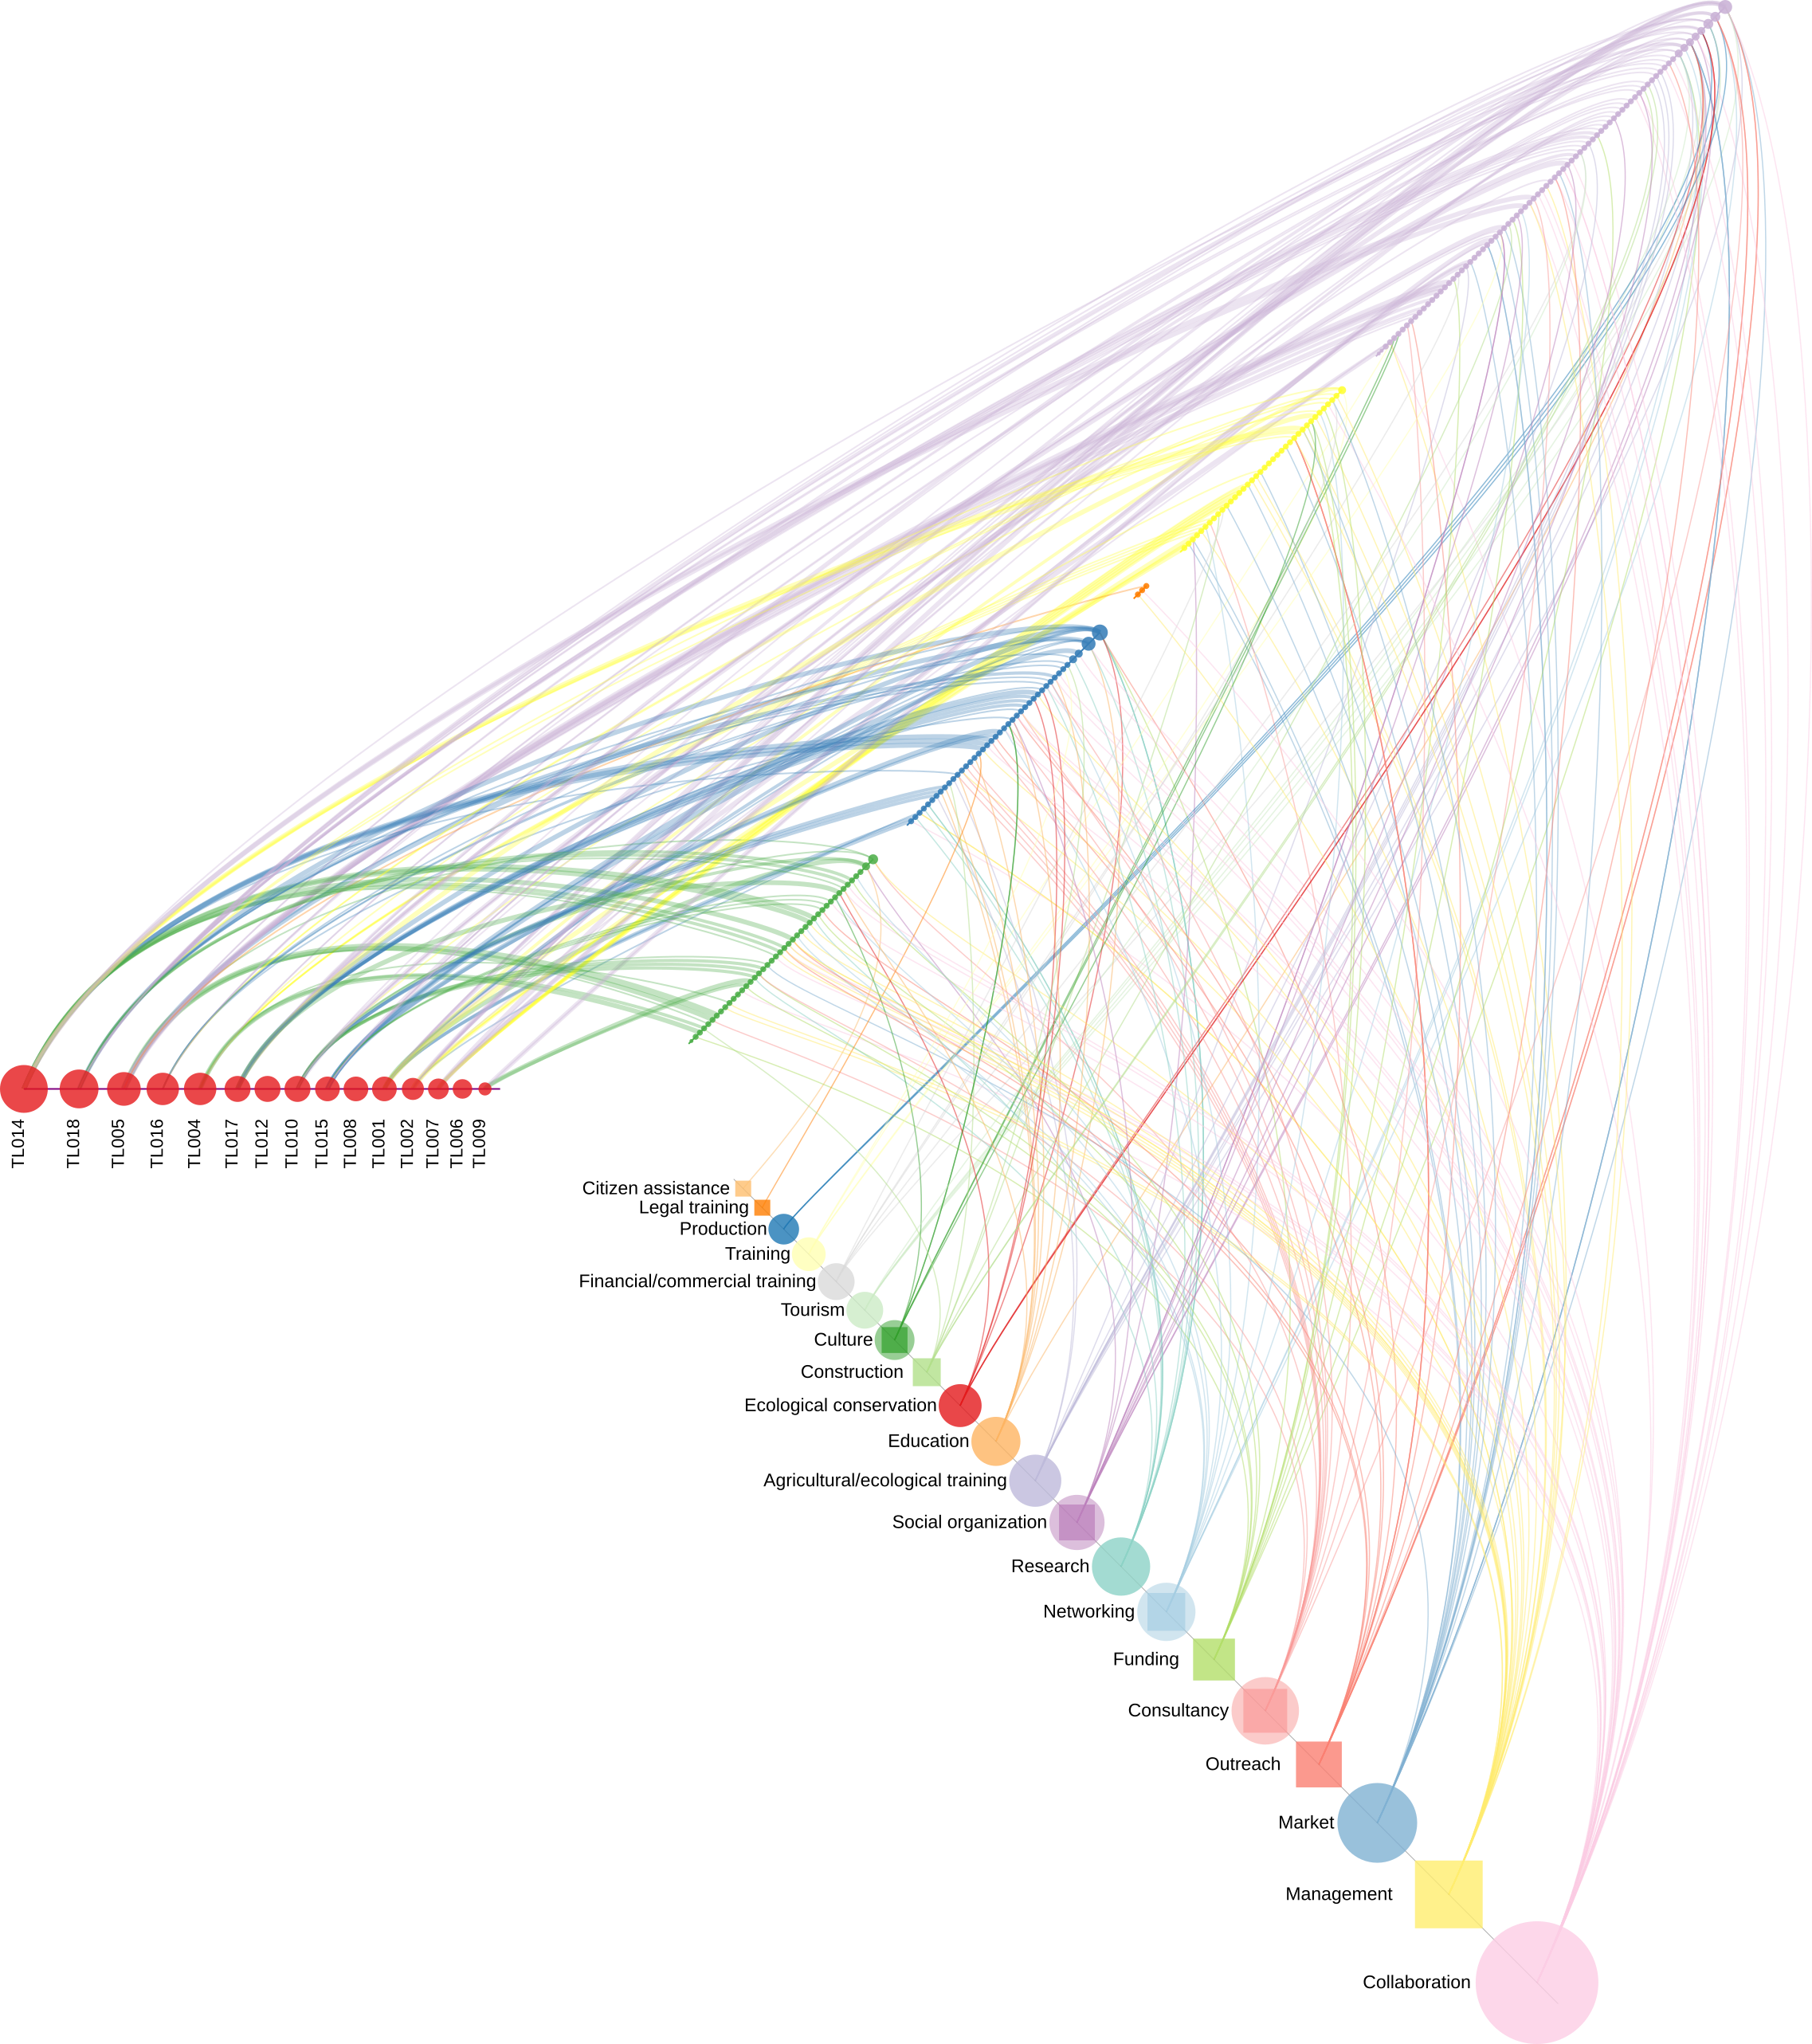 TL014
TL018
TL005
TL016
TL004
TL017
TL012
TL010
TL015
TL008
TL001
TL002
TL007
TL006
TL009
Citizen assistance
Legal training
Production
Training
Financial/commercial training
Tourism
Culture
Construction
Ecological conservation
Education
Agricultural/ecological training
Social organization
Research
Networking
Funding
Consultancy
Outreach
Market
Management
Collaboration